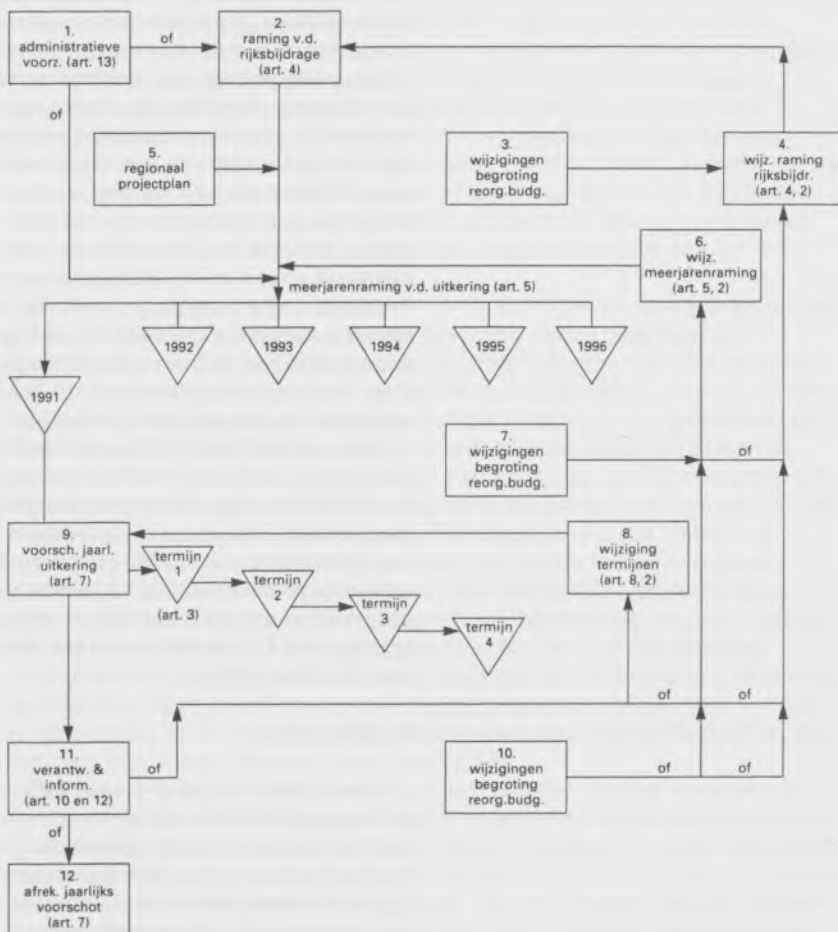 1.
administratieve
voorz. (art. 13)
of
2.
raming v.d.
rijksbijdrage
(art. 4)
of
5.
regionaal
projectplan
3.
wijzigingen
begroting
reorg.budg.
4.
wijz. raming
rijksbijdr.
(art. 4, 2)
6.
wijz.
meerjarenraming
(art. 5, 2)
meerjarenraming v.d. uitkering (art. 5)
1991
1992
1993
1994
1995
1996
7.
wijzigingen
begroting
reorg.budg.
of
9.
voorsch. jaarl.
uitkering
(art. 7)
termijn
1
(art. 3)
termijn
2
termijn
3
termijn
4
8.
wijziging
termijnen
(art. 8, 2)
of
of
11.
verantw. &
inform.
(art. 10 en 12)
of
10.
wijzigingen
begroting
reorg.budg.
of
of
of
12.
afrek. jaarlijks
voorschot
(art. 7)